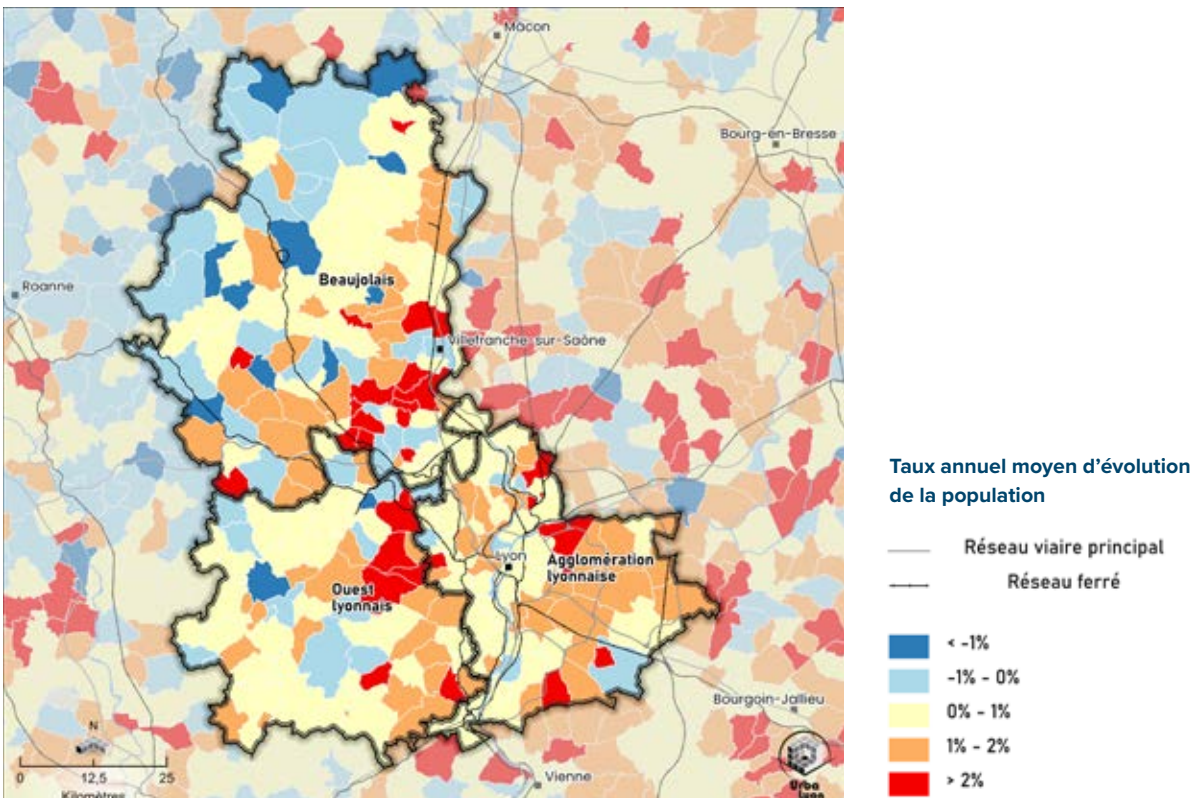 Mâcon
Bourg-en-Bresse
Roanne
Beaujolais
Villefranche-sur-Saône
Lyon
Agglomération
lyonnaise
Ouest
lyonnais
Bourgoin-Jallieu
Vienne
N
0 12,5 25
Kilomètres
Urba
Lyon
Taux annuel moyen d’évolution
de la population
Réseau viaire principal
Réseau ferré
< -1%
-1% - 0%
0% - 1%
1% - 2%
> 2%